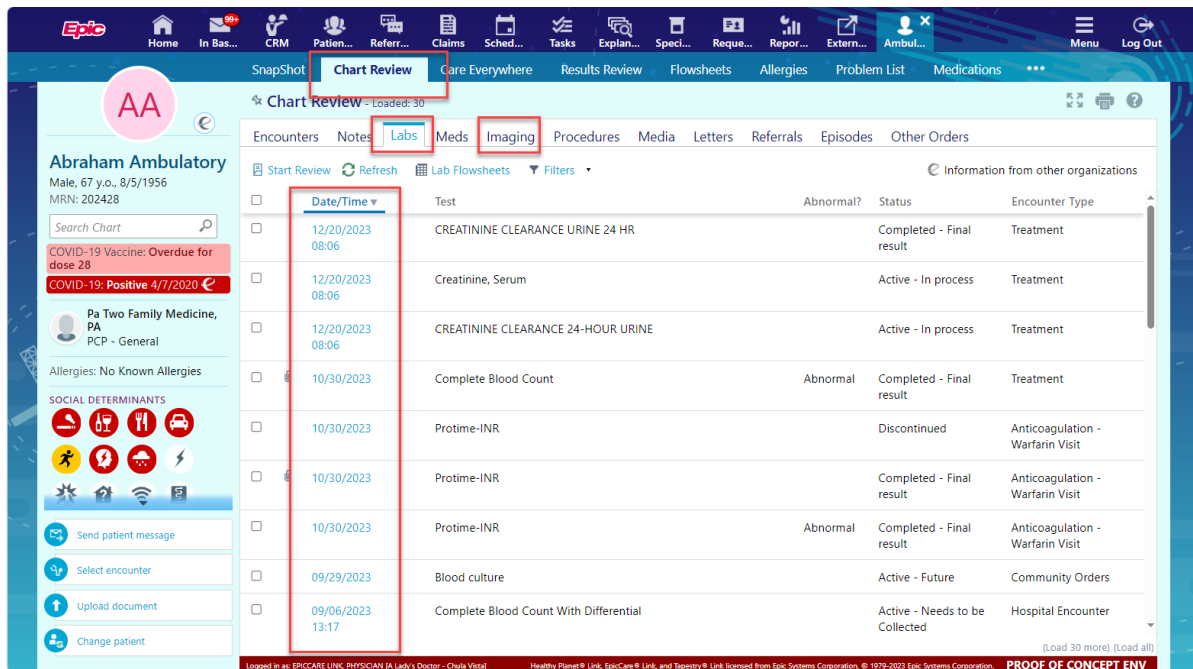 Epic
Home In Bas... 99+ CRM Patien... Referr... Claims Sched... Tasks Explan... Speci... Reque... Repor... Extern... Ambul... Menu Log Out
SnapShot Chart Review Care Everywhere Results Review Flowsheets Allergies Problem List Medications •••
AA
Abraham Ambulatory
Male, 67 y.o., 8/5/1956
MRN: 202428
Search Chart
COVID-19 Vaccine: Overdue for
dose 28
COVID-19: Positive 4/7/2020
Pa Two Family Medicine,
PA
PCP - General
Allergies: No Known Allergies
SOCIAL DETERMINANTS
Send patient message
Select encounter
Upload document
Change patient
Chart Review - Loaded: 30
Encounters Notes Labs Meds Imaging Procedures Media Letters Referrals Episodes Other Orders
Start Review Refresh Lab Flowsheets Filters Information from other organizations
Date/Time Test Abnormal? Status Encounter Type
12/20/2023 CREATININE CLEARANCE URINE 24 HR Completed - Final Treatment
08:06 result
12/20/2023 Creatinine, Serum Active - In process Treatment
08:06
12/20/2023 CREATININE CLEARANCE 24-HOUR URINE Active - In process Treatment
08:06
10/30/2023 Complete Blood Count Abnormal Completed - Final Treatment
result
10/30/2023 Protime-INR Discontinued Anticoagulation -
Warfarin Visit
10/30/2023 Protime-INR Completed - Final Anticoagulation -
result Warfarin Visit
10/30/2023 Protime-INR Abnormal Completed - Final Anticoagulation -
result Warfarin Visit
09/29/2023 Blood culture Active - Future Community Orders
09/06/2023 Complete Blood Count With Differential Active - Needs to be Hospital Encounter
13:17 Collected
(Load 30 more) (Load all)
Logged in as: EPICCARE LINK, PHYSICIAN [A Lady's Doctor - Chula Vista] Healthy Planet® Link, EpicCare® Link, and Tapestry® Link licensed from Epic Systems Corporation, © 1979-2023 Epic Systems Corporation. PROOF OF CONCEPT ENV